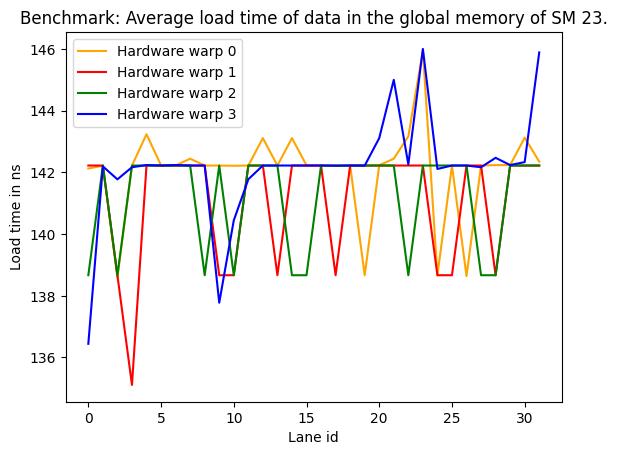 Benchmark: Average load time of data in the global memory of SM 23.
Hardware warp 0
Hardware warp 1
Hardware warp 2
Hardware warp 3
146
144
142
140
138
136
Load time in ns
0 5 10 15 20 25 30
Lane id